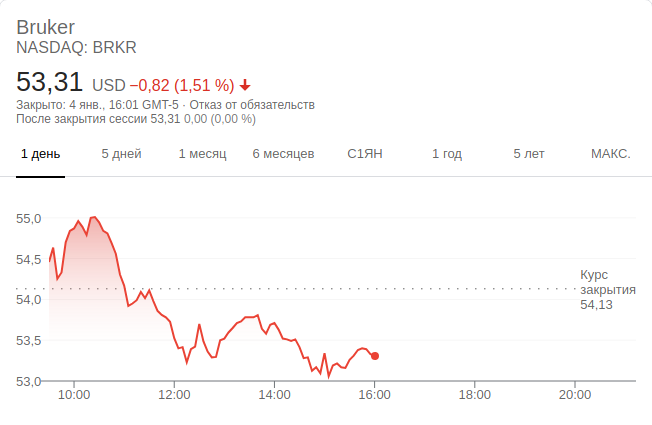 Bruker
NASDAQ: BRKR
53,31 USD −0,82 (1,51 %)
Закрыто: 4 янв., 16:01 GMT-5 · Отказ от обязательств
После закрытия сессии 53,31 0,00 (0,00 %)
1 день 5 дней 1 месяц 6 месяцев С1ЯН 1 год 5 лет МАКС.
55,0
54,5
Курс
54,0 закрытия
54,13
53,5
53,0
10:00 12:00 14:00 16:00 18:00 20:00